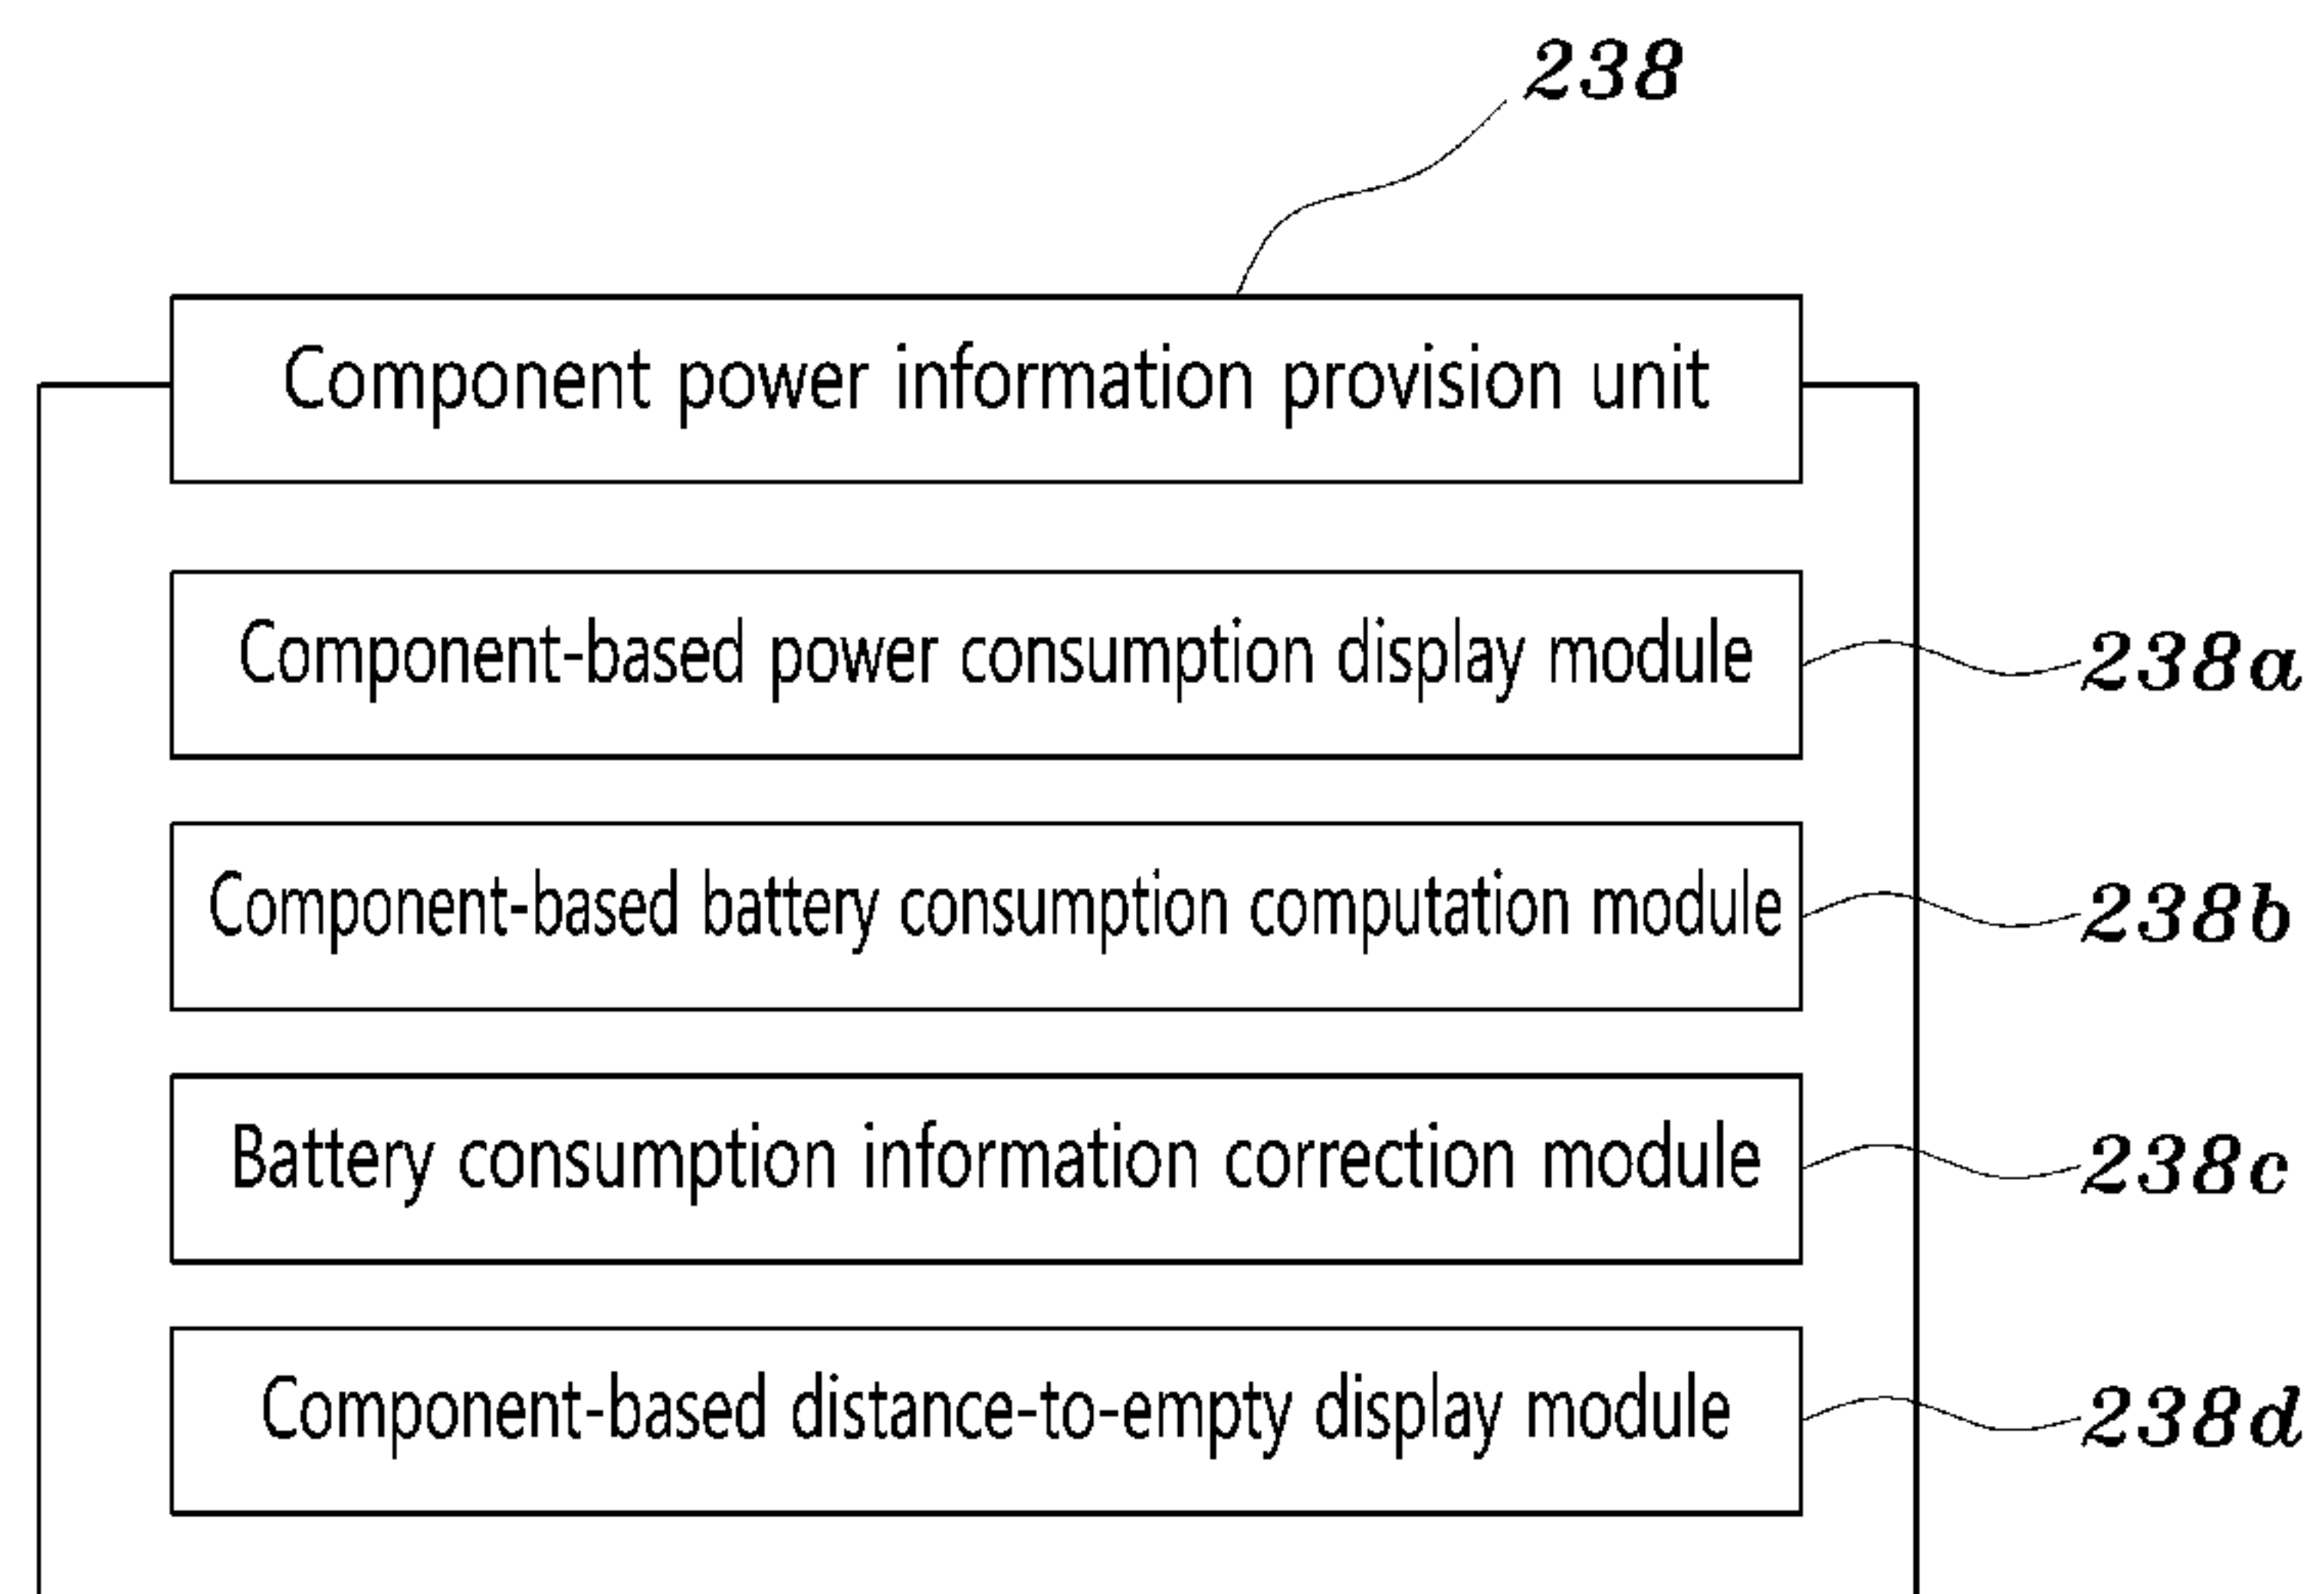 238
Component power information provision unit
Component-based power consumption display module
238a
Component-based battery consumption computation module
238b
Battery consumption information correction module
238c
Component-based distance-to-empty display module
238d